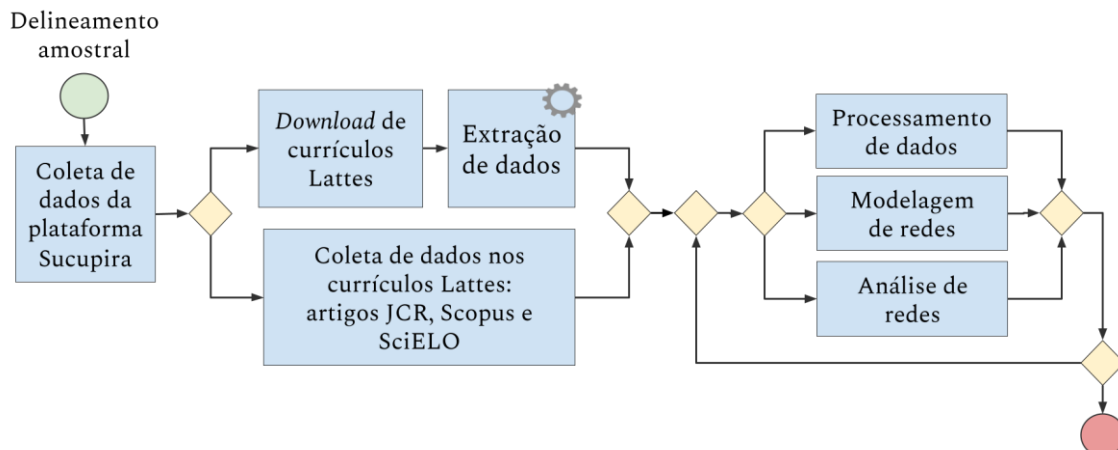 Delineamento
amostral
Coleta de
dados da
plataforma
Sucupira
Download de
currículos
Lattes
Extração
de dados
Coleta de dados nos
currículos Lattes:
artigos JCR, Scopus e
SciELO
Processamento
de dados
Modelagem
de redes
Análise de
redes